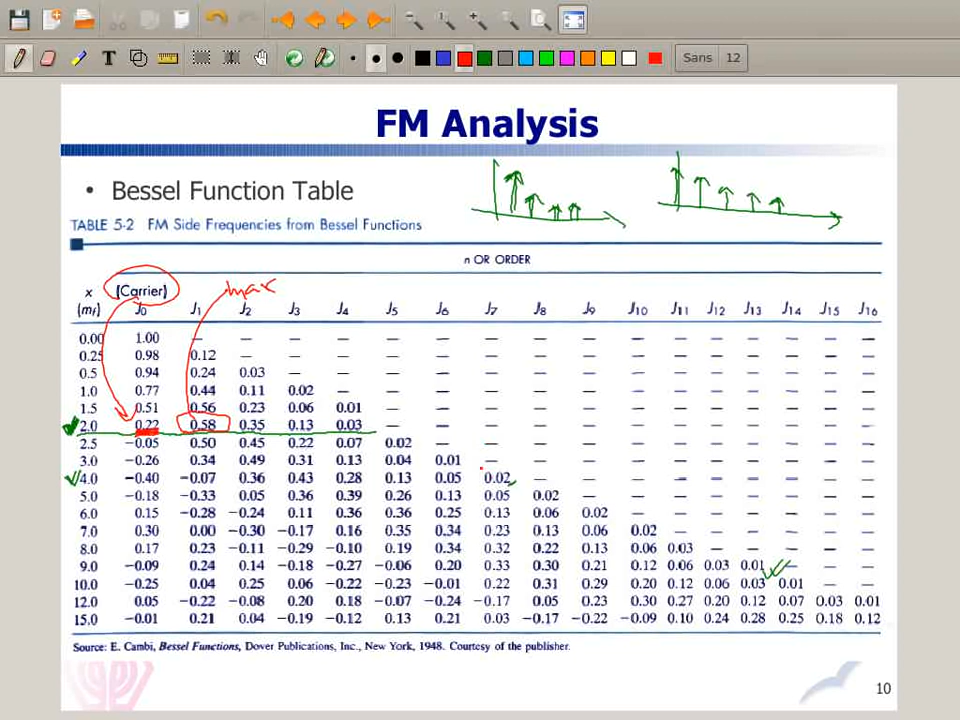 Sans 12
FM Analysis
• Bessel Function Table
TABLE 5-2 FM Side Frequencies from Bessel Functions
n OR ORDER
x (Carrier) max
(mf) J0 J1 J2 J3 J4 J5 J6 J7 J8 J9 J10 J11 J12 J13 J14 J15 J16
0.00 1.00 — — — — — — — — — — — — — — — —
0.25 0.98 0.12 — — — — — — — — — — — — — — —
0.5 0.94 0.24 0.03 — — — — — — — — — — — — — —
1.0 0.77 0.44 0.11 0.02 — — — — — — — — — — — — —
1.5 0.51 0.56 0.23 0.06 0.01 — — — — — — — — — — — —
2.0 0.22 0.58 0.35 0.13 0.03 — — — — — — — — — — — —
2.5 −0.05 0.50 0.45 0.22 0.07 0.02 — — — — — — — — — — —
3.0 −0.26 0.34 0.49 0.31 0.13 0.04 0.01 — — — — — — — — — —
4.0 −0.40 −0.07 0.36 0.43 0.28 0.13 0.05 0.02 — — — — — — — — —
5.0 −0.18 −0.33 0.05 0.36 0.39 0.26 0.13 0.05 0.02 — — — — — — — —
6.0 0.15 −0.28 −0.24 0.11 0.36 0.36 0.25 0.13 0.06 0.02 — — — — — — —
7.0 0.30 0.00 −0.30 −0.17 0.16 0.35 0.34 0.23 0.13 0.06 0.02 — — — — — —
8.0 0.17 0.23 −0.11 −0.29 −0.10 0.19 0.34 0.32 0.22 0.13 0.06 0.03 — — — — —
9.0 −0.09 0.24 0.14 −0.18 −0.27 −0.06 0.20 0.33 0.30 0.21 0.12 0.06 0.03 0.01 — — —
10.0 −0.25 0.04 0.25 0.06 −0.22 −0.23 −0.01 0.22 0.31 0.29 0.20 0.12 0.06 0.03 0.01 — —
12.0 0.05 −0.22 −0.08 0.20 0.18 −0.07 −0.24 −0.17 0.05 0.23 0.30 0.27 0.20 0.12 0.07 0.03 0.01
15.0 −0.01 0.21 0.04 −0.19 −0.12 0.13 0.21 0.03 −0.17 −0.22 −0.09 0.10 0.24 0.28 0.25 0.18 0.12
Source: E. Cambi, Bessel Functions, Dover Publications, Inc., New York, 1948. Courtesy of the publisher.
10